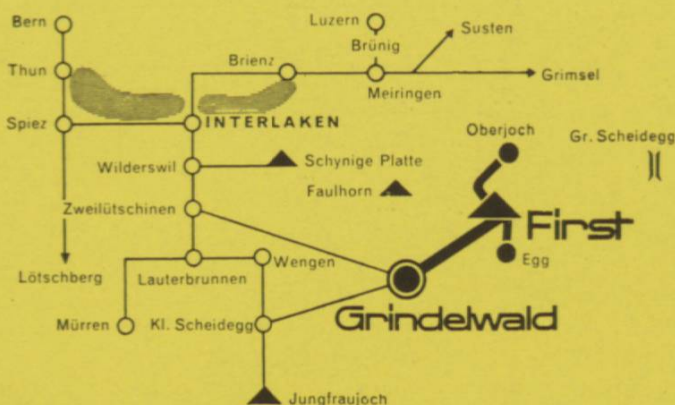 Bern
Luzern
Brünig
Susten
Thun
Brienz
Grimsel
Meiringen
Spiez
INTERLAKEN
Oberjoch
Gr. Scheidegg
Wilderswil
Schynige Platte
Faulhorn
Zweilütschinen
First
Egg
Lötschberg
Lauterbrunnen
Wengen
Mürren
Kl. Scheidegg
Grindelwald
Jungfraujoch